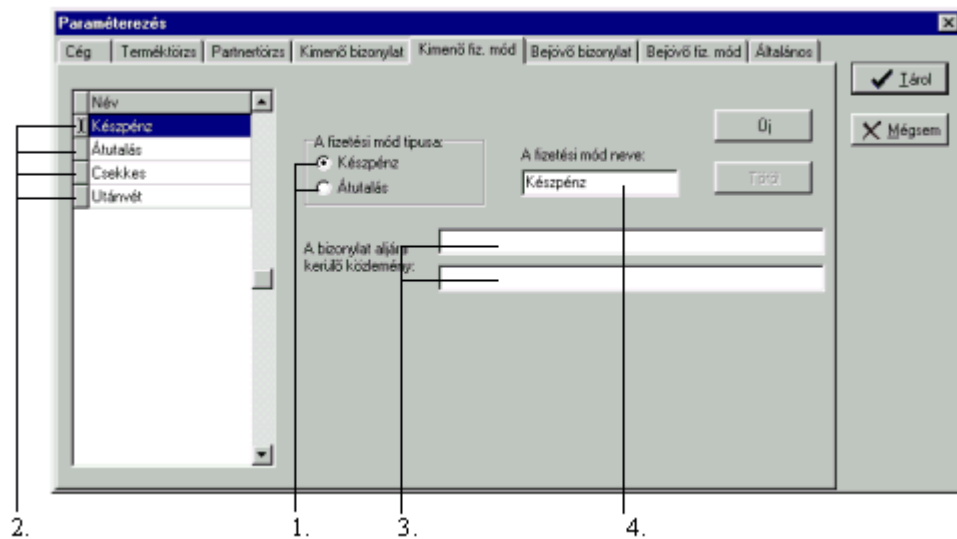 Paraméterezés
Cég Terméktörzs Partnertörzs Kimenő bizonylat Kimenő fiz. mód Bejövő bizonylat Bejövő fiz. mód Általános
Tárol
Mégsem
Név
Készpénz
Átutalás
Csekkes
Utánvét
A fizetési mód típusa:
Készpénz
Átutalás
A fizetési mód neve:
Készpénz
Új
Töröl
A bizonylat aljára
kerülő közlemény:
2. 1. 3. 4.